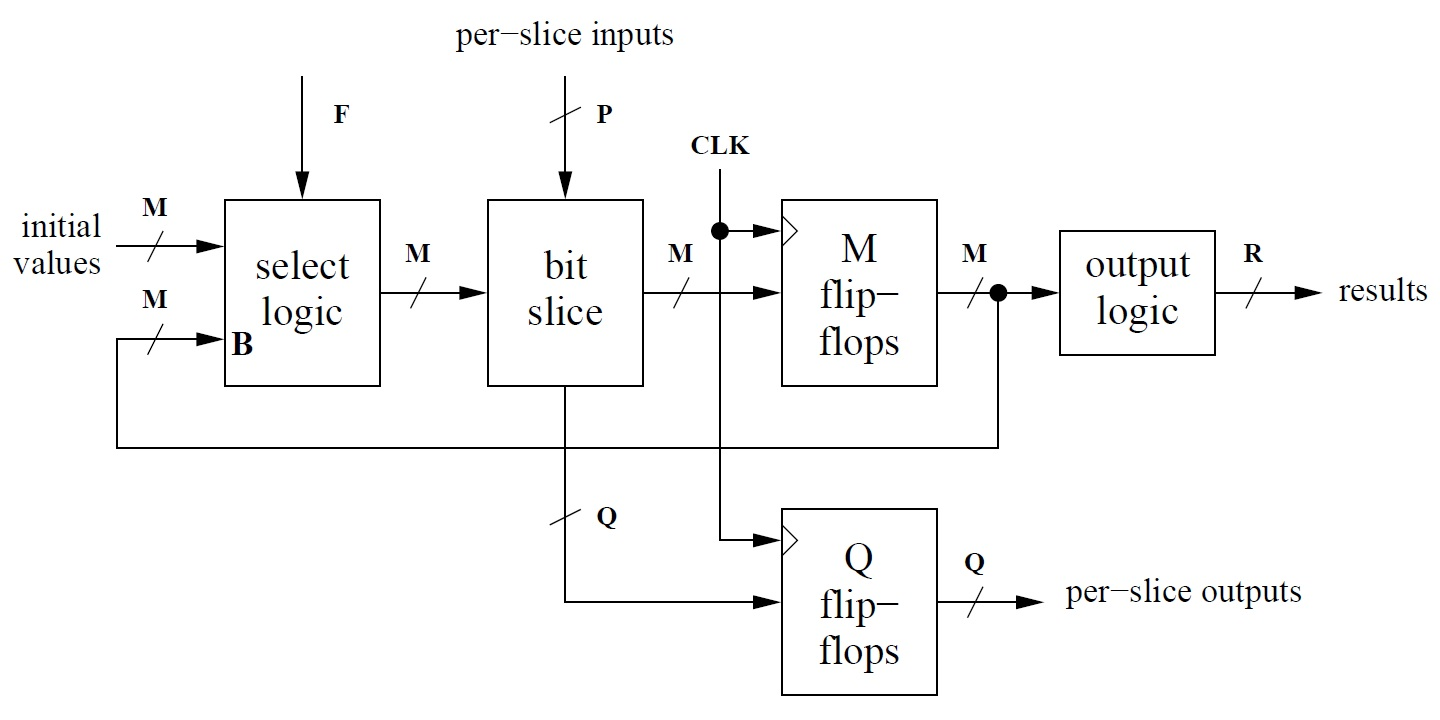 per−slice inputs
F
P
CLK
M
initial
values
select
logic
M
bit
slice
M
M
flip−
flops
M
output
logic
R
results
M
B
Q
Q
flip−
flops
Q
per−slice outputs